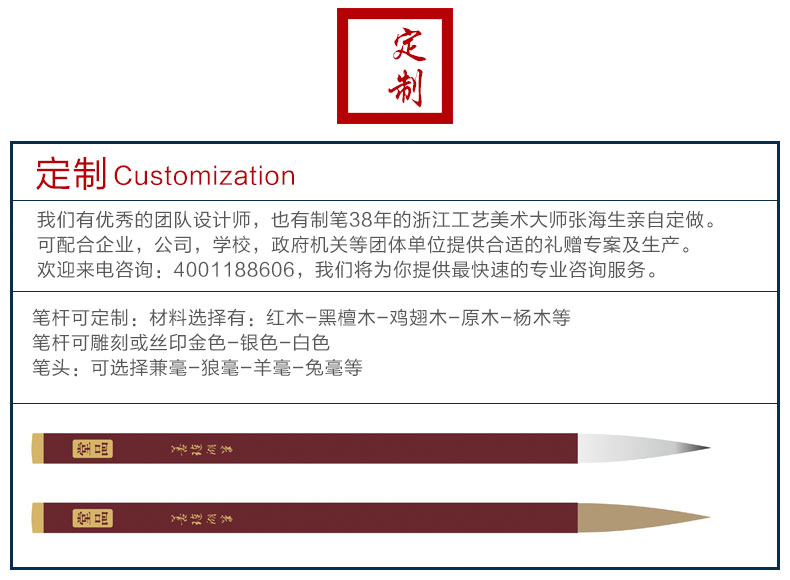 定
制
定制 Customization
我们有优秀的团队设计师，也有制笔38年的浙江工艺美术大师张海生亲自定做。
可配合企业，公司，学校，政府机关等团体单位提供合适的礼赠专案及生产。
欢迎来电咨询：4001188606，我们将为你提供最快速的专业咨询服务。
笔杆可定制：材料选择有：红木-黑檀木-鸡翅木-原木-杨木等
笔杆可雕刻或丝印金色-银色-白色
笔头：可选择兼毫-狼毫-羊毫-兔毫等